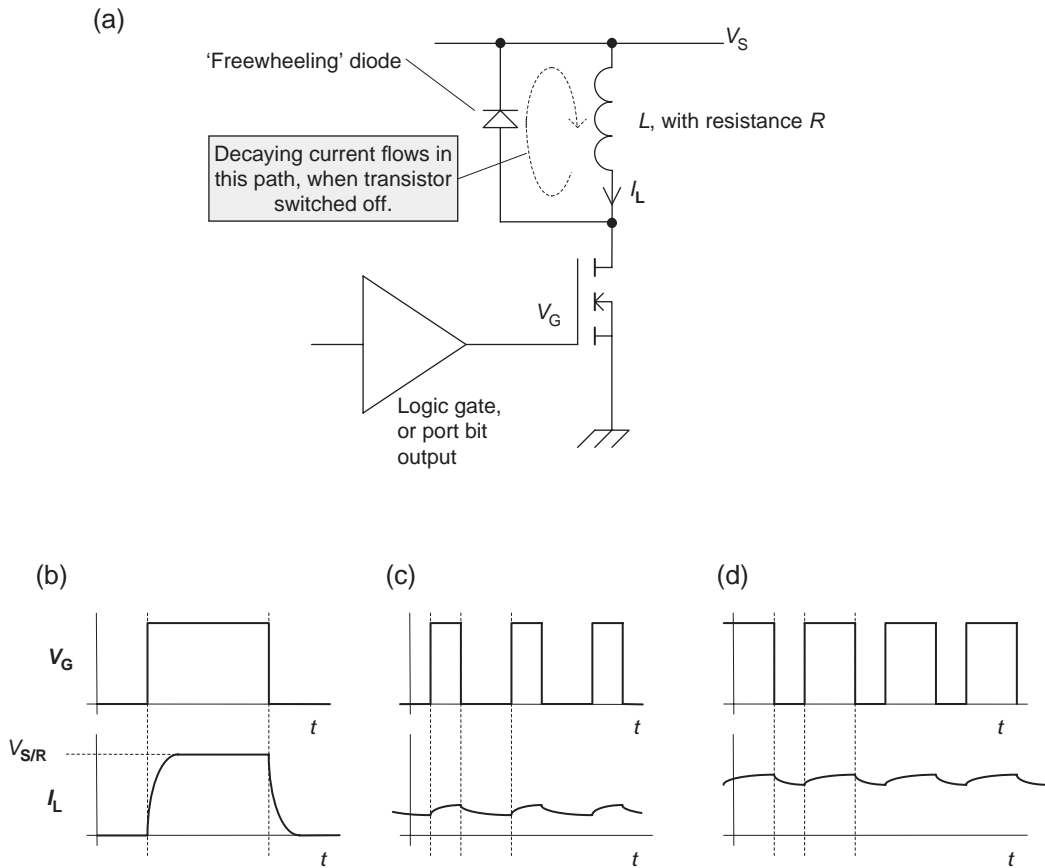 (a)
V_S
'Freewheeling' diode
L, with resistance R
Decaying current flows in
this path, when transistor
switched off.
I_L
V_G
Logic gate,
or port bit
output
(b)
(c)
(d)
V_G
t
t
t
V_S/R
I_L
t
t
t